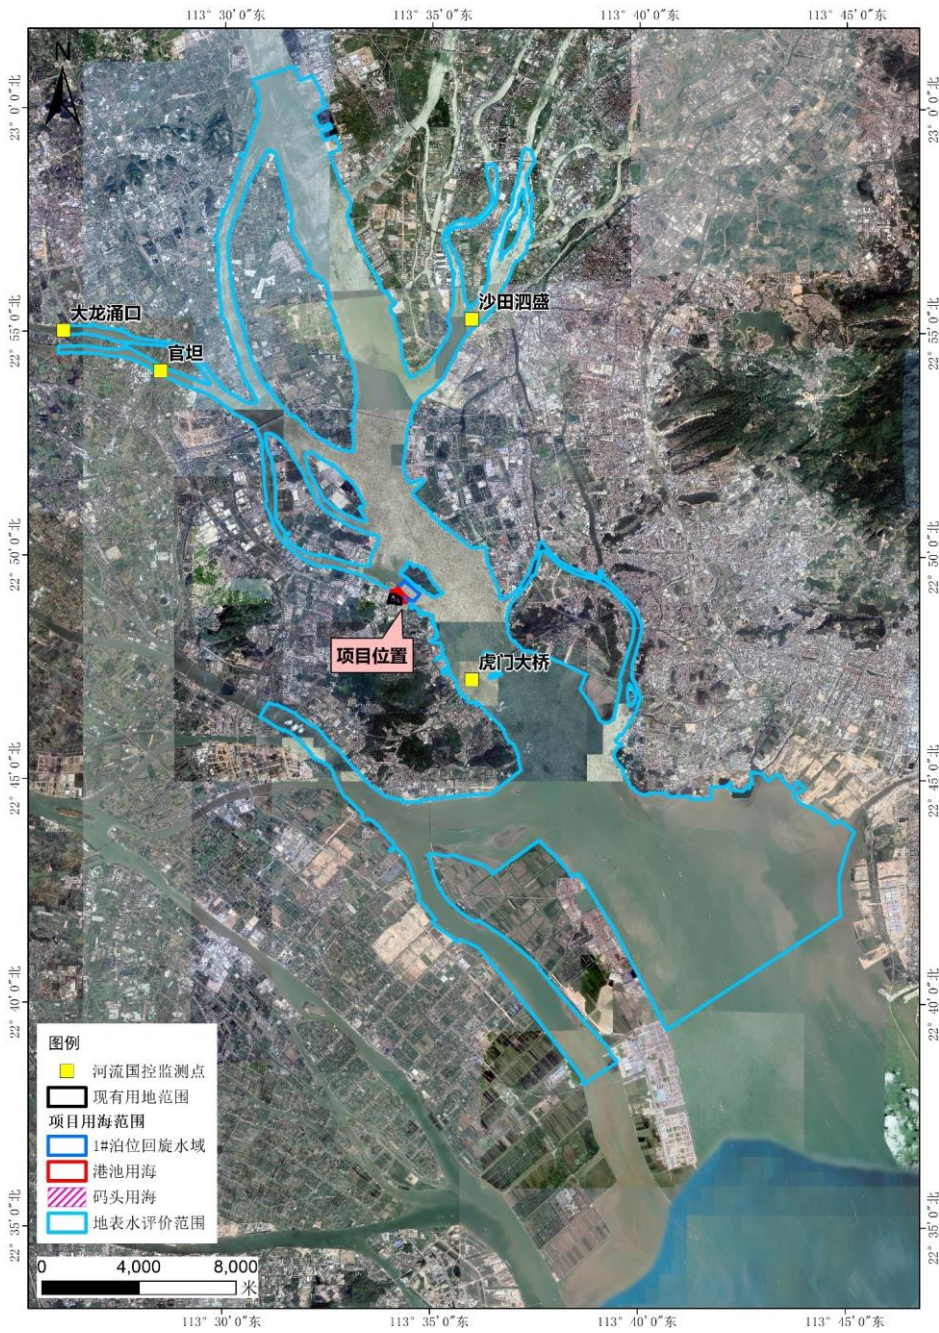 113° 30′ 0″东
113° 35′ 0″东
113° 40′ 0″东
113° 45′ 0″东
N
23° 0′ 0″北
23° 0′ 0″北
沙田泗盛
大龙涌口
22° 55′ 0″北
22° 55′ 0″北
官坦
22° 50′ 0″北
22° 50′ 0″北
项目位置
虎门大桥
22° 45′ 0″北
22° 45′ 0″北
22° 40′ 0″北
22° 40′ 0″北
图例
河流国控监测点
现有用地范围
项目用海范围
1#泊位回旋水域
港池用海
码头用海
地表水评价范围
22° 35′ 0″北
22° 35′ 0″北
0 4,000 8,000
米
113° 30′ 0″东
113° 35′ 0″东
113° 40′ 0″东
113° 45′ 0″东